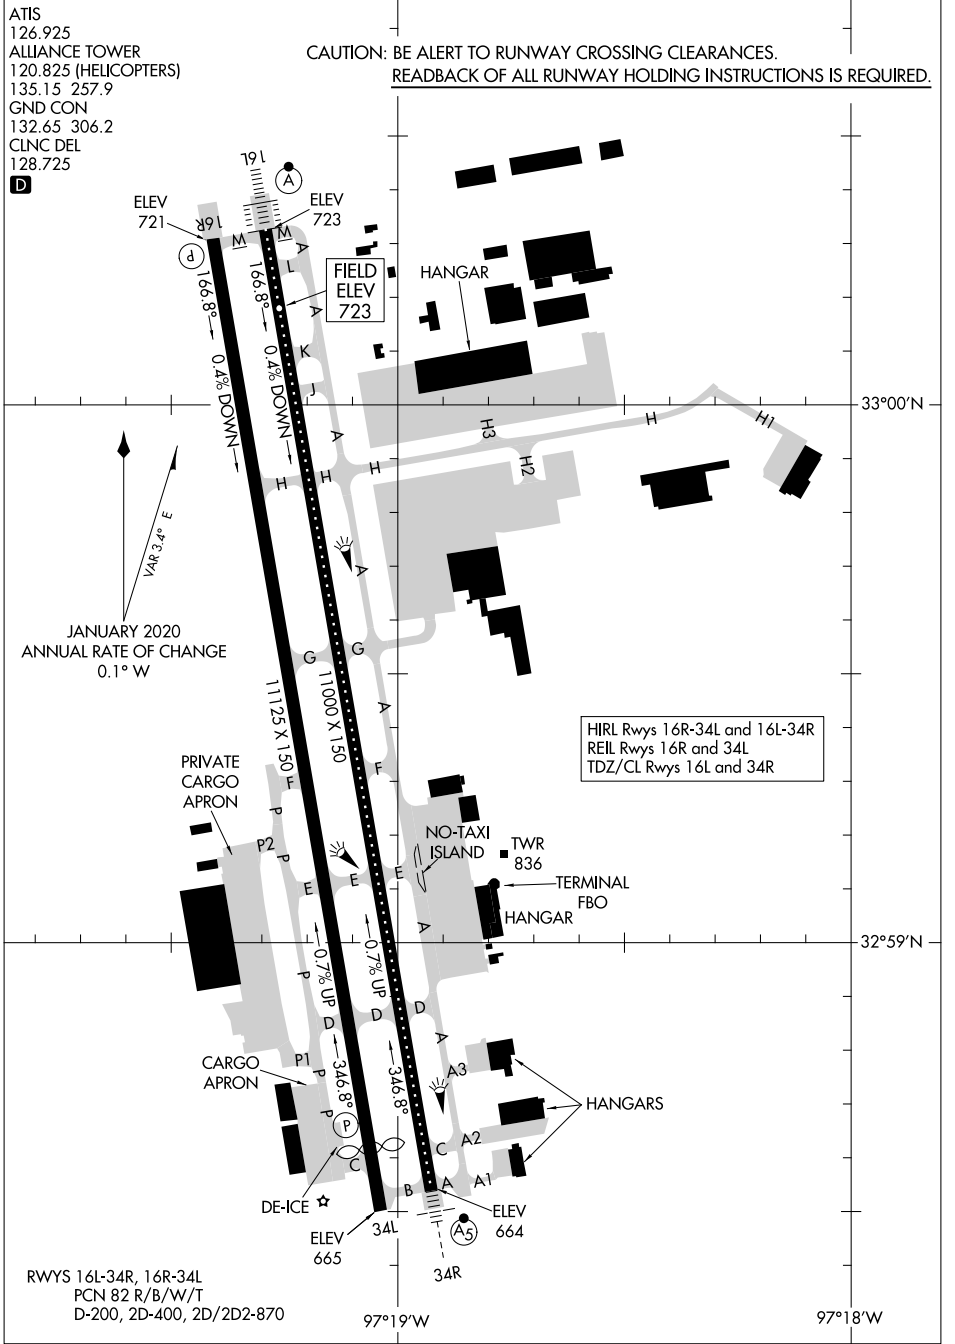 ATIS
126.925
ALLIANCE TOWER
120.825 (HELICOPTERS)
135.15 257.9
GND CON
132.65 306.2
CLNC DEL
128.725
D
CAUTION: BE ALERT TO RUNWAY CROSSING CLEARANCES.
READBACK OF ALL RUNWAY HOLDING INSTRUCTIONS IS REQUIRED.
16L
A
ELEV
721
16R
W
W
ELEV
723
A
P
166.8°
166.8°
L
FIELD
ELEV
723
A
HANGAR
K
J
0.4% DOWN
0.4% DOWN
33°00'N
A
H
H
H
H3
H2
H
H1
VAR 3.4° E
A
JANUARY 2020
ANNUAL RATE OF CHANGE
0.1° W
G
G
11125 X 150
11000 X 150
A
HIRL Rwys 16R-34L and 16L-34R
REIL Rwys 16R and 34L
TDZ/CL Rwys 16L and 34R
PRIVATE
CARGO
APRON
F
F
P
P2
P
NO-TAXI
ISLAND
TWR
836
E
E
E
TERMINAL
FBO
HANGAR
A
32°59'N
0.7% UP
0.7% UP
P
D
D
D
A
P1
P
CARGO
APRON
346.8°
346.8°
A3
P
P
HANGARS
C
C
A2
DE-ICE
B
A
A1
ELEV
665
34L
ELEV
664
A5
34R
RWYS 16L-34R, 16R-34L
PCN 82 R/B/W/T
D-200, 2D-400, 2D/2D2-870
97°19'W
97°18'W